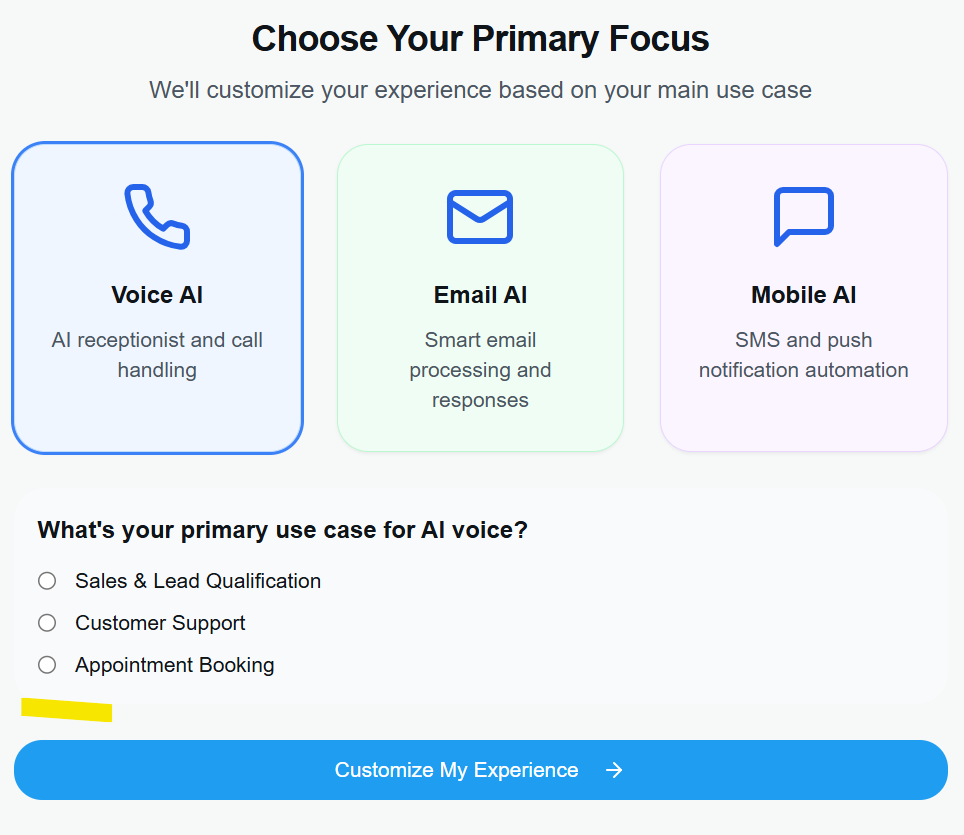 Choose Your Primary Focus
We'll customize your experience based on your main use case
Voice AI
AI receptionist and call
handling
Email AI
Smart email
processing and
responses
Mobile AI
SMS and push
notification automation
What's your primary use case for AI voice?
Sales & Lead Qualification
Customer Support
Appointment Booking
Customize My Experience →